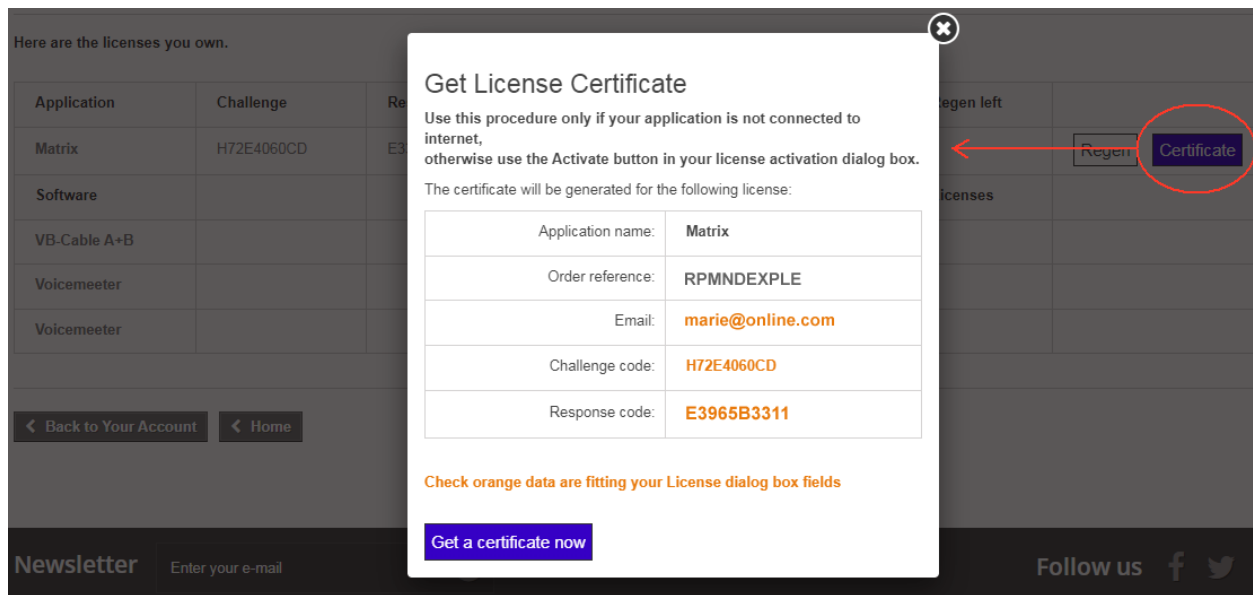 Here are the licenses you own.
Application Challenge Re egen left
Matrix H72E4060CD E3 Regen Certificate
Software icenses
VB-Cable A+B
Voicemeeter
Voicemeeter
Back to Your Account Home
Get License Certificate
Use this procedure only if your application is not connected to
internet,
otherwise use the Activate button in your license activation dialog box.
The certificate will be generated for the following license:
Application name: Matrix
Order reference: RPMNDEXPLE
Email: marie@online.com
Challenge code: H72E4060CD
Response code: E3965B3311
Check orange data are fitting your License dialog box fields
Get a certificate now
Newsletter Enter your e-mail Follow us